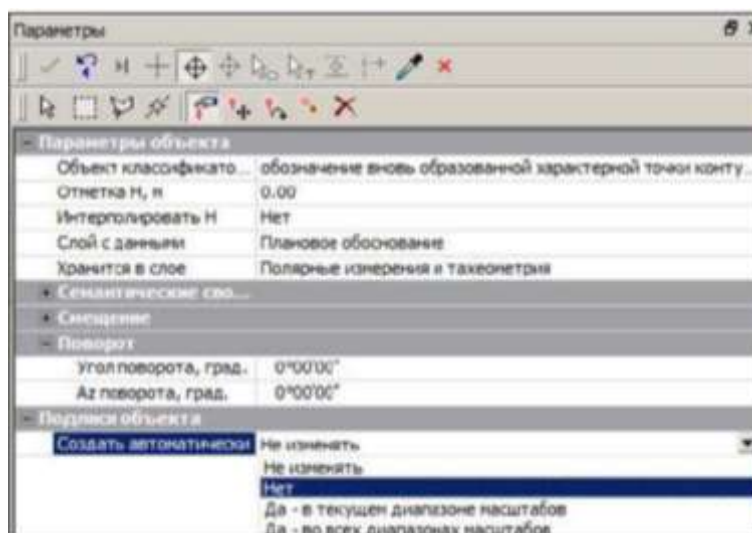 Параметры
Параметры объекта
Объект классификато... обозначение вновь образованной характерной точки конту...
Отметка Н, м 0.00
Интерполировать Н Нет
Слой с данными Плановое обоснование
Хранится в слое Полярные измерения и тахеометрия
Семантические сво...
Смещение
Поворот
Угол поворота, град. 0°00'00"
Az поворота, град. 0°00'00"
Подписи объекта
Создать автоматически Не изменять
Не изменять
Нет
Да - в текущем диапазоне масштабов
Да - во всех диапазонах масштабов